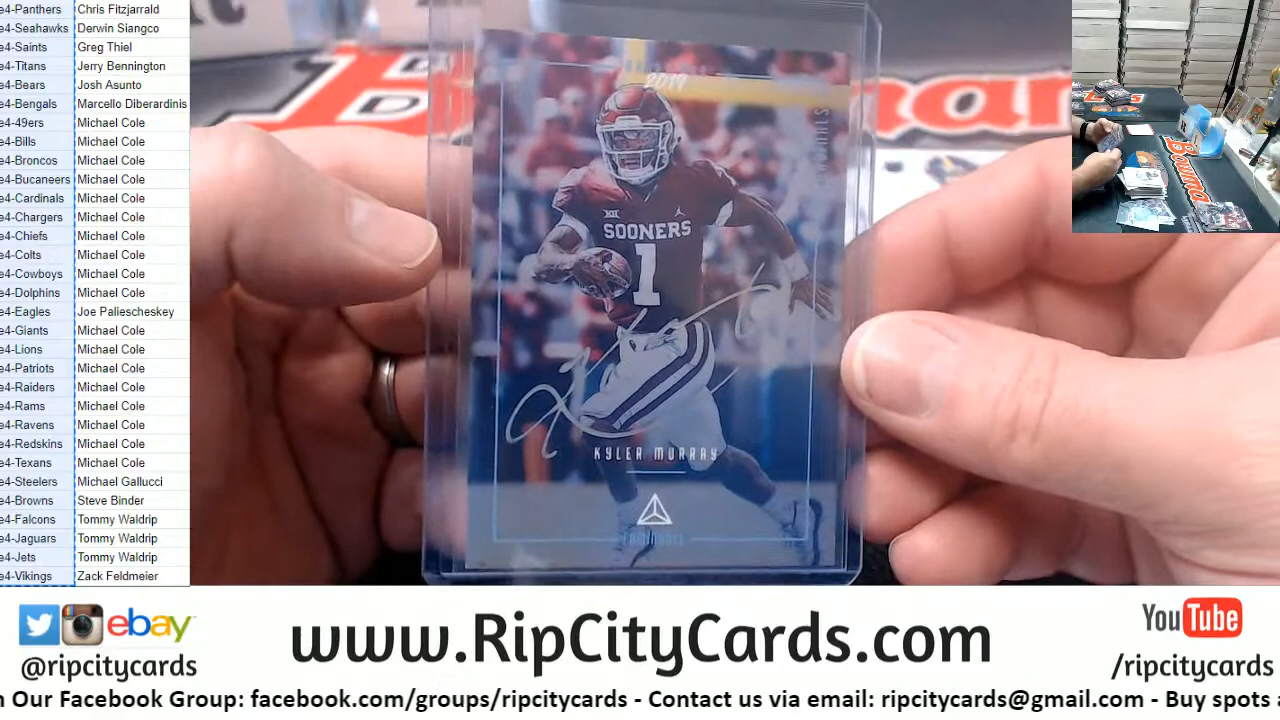 e4-Panthers Chris Fitzjarrald
e4-Seahawks Derwin Siangco
e4-Saints Greg Thiel
e4-Titans Jerry Bennington
e4-Bears Josh Asunto
e4-Bengals Marcello Diberardinis
e4-49ers Michael Cole
e4-Bills Michael Cole
e4-Broncos Michael Cole
e4-Bucaneers Michael Cole
e4-Cardinals Michael Cole
e4-Chargers Michael Cole
e4-Chiefs Michael Cole
e4-Colts Michael Cole
e4-Cowboys Michael Cole
e4-Dolphins Michael Cole
e4-Eagles Joe Palliescheskey
e4-Giants Michael Cole
e4-Lions Michael Cole
e4-Patriots Michael Cole
e4-Raiders Michael Cole
e4-Rams Michael Cole
e4-Ravens Michael Cole
e4-Redskins Michael Cole
e4-Texans Michael Cole
e4-Steelers Michael Gallucci
e4-Browns Steve Binder
e4-Falcons Tommy Waldrip
e4-Jaguars Tommy Waldrip
e4-Jets Tommy Waldrip
e4-Vikings Zack Feldmeier
2019
XII
SOONERS
1
KYLER MURRAY
LUMINANCE
Bowman
ebay
@ripcitycards
www.RipCityCards.com
YouTube
/ripcitycards
n Our Facebook Group: facebook.com/groups/ripcitycards - Contact us via email: ripcitycards@gmail.com - Buy spots a